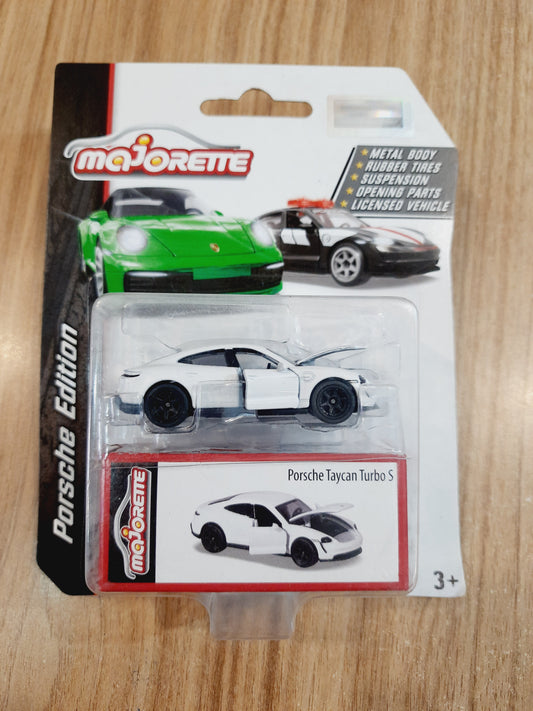 MAJORETTE
★ METAL BODY
★ RUBBER TIRES
★ SUSPENSION
★ OPENING PARTS
★ LICENSED VEHICLE
Porsche Edition
MAJORETTE
Porsche Taycan Turbo S
3+